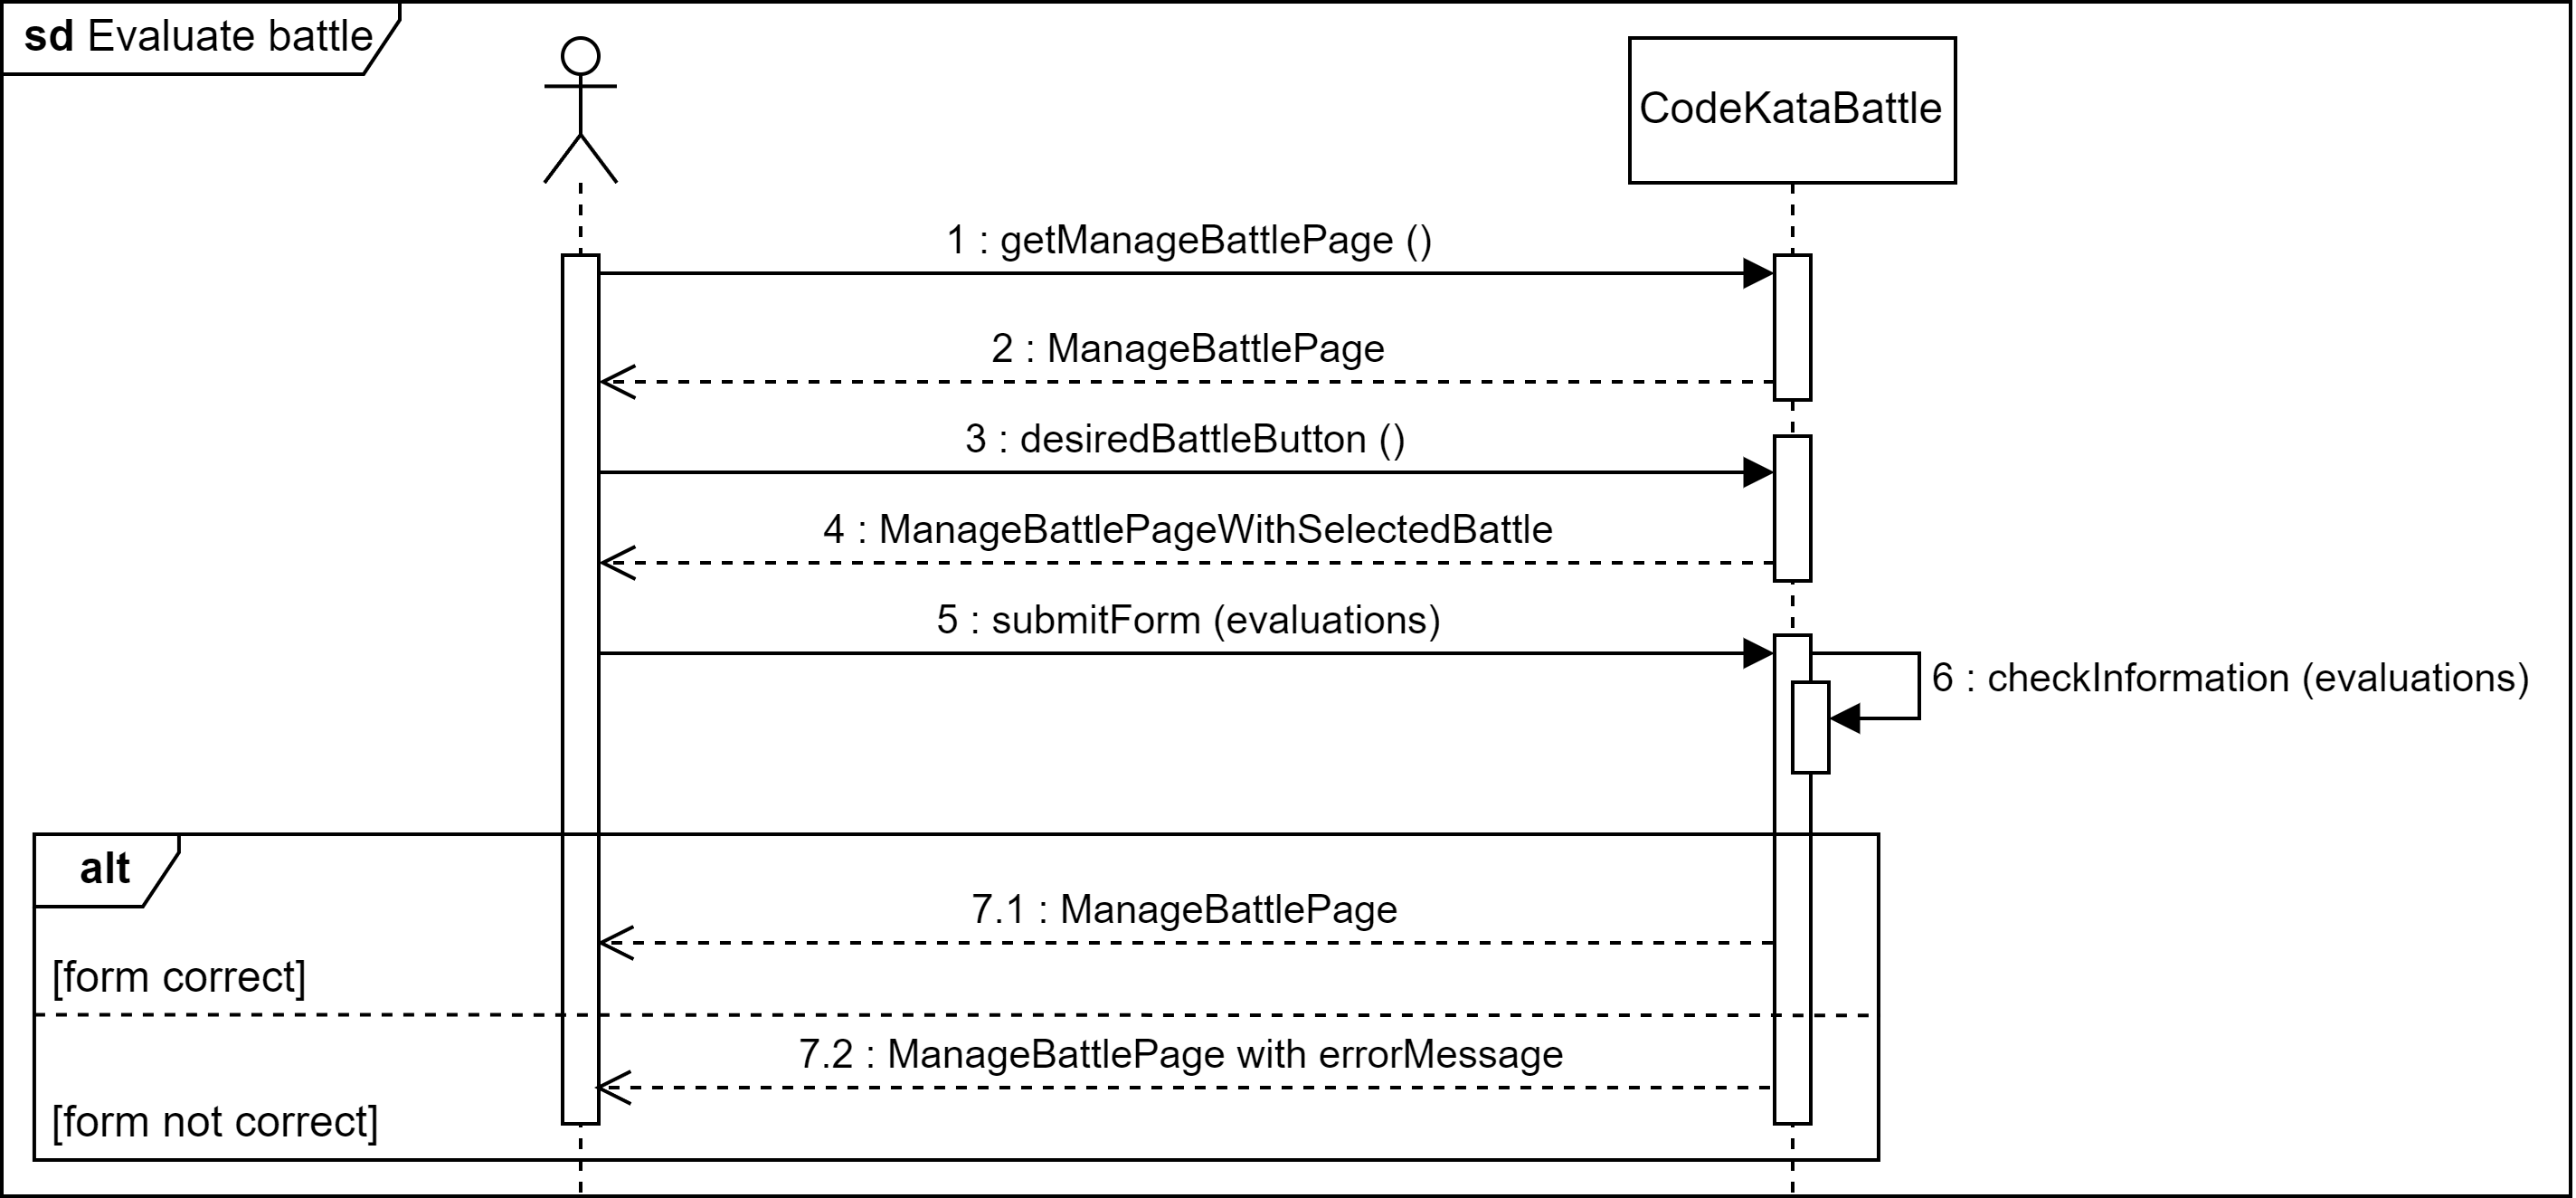 sd Evaluate battle
CodeKataBattle
1 : getManageBattlePage ()
2 : ManageBattlePage
3 : desiredBattleButton ()
4 : ManageBattlePageWithSelectedBattle
5 : submitForm (evaluations)
6 : checkInformation (evaluations)
alt
7.1 : ManageBattlePage
[form correct]
7.2 : ManageBattlePage with errorMessage
[form not correct]